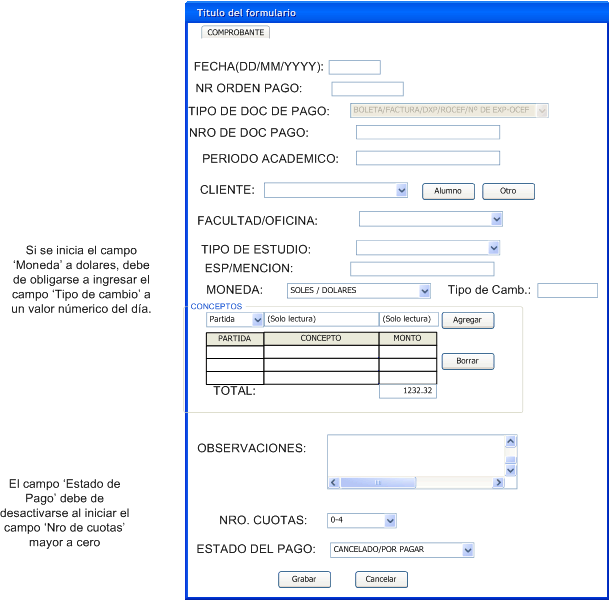 Titulo del formulario
COMPROBANTE
FECHA(DD/MM/YYYY):
NR ORDEN PAGO:
TIPO DE DOC DE PAGO: BOLETA/FACTURA/DXP/ROCEF/Nº DE EXP-OCEF
NRO DE DOC PAGO:
PERIODO ACADEMICO:
CLIENTE: Alumno Otro
FACULTAD/OFICINA:
TIPO DE ESTUDIO:
ESP/MENCION:
MONEDA: SOLES / DOLARES Tipo de Camb.:
Si se inicia el campo
'Moneda' a dolares, debe
de obligarse a ingresar el
campo 'Tipo de cambio' a
un valor númerico del día.
CONCEPTOS
Partida (Solo lectura) (Solo lectura) Agregar
PARTIDA CONCEPTO MONTO
Borrar
TOTAL: 1232.32
OBSERVACIONES:
NRO. CUOTAS: 0-4
ESTADO DEL PAGO: CANCELADO/POR PAGAR
Grabar Cancelar
El campo 'Estado de
Pago' debe de
desactivarse al iniciar el
campo 'Nro de cuotas'
mayor a cero